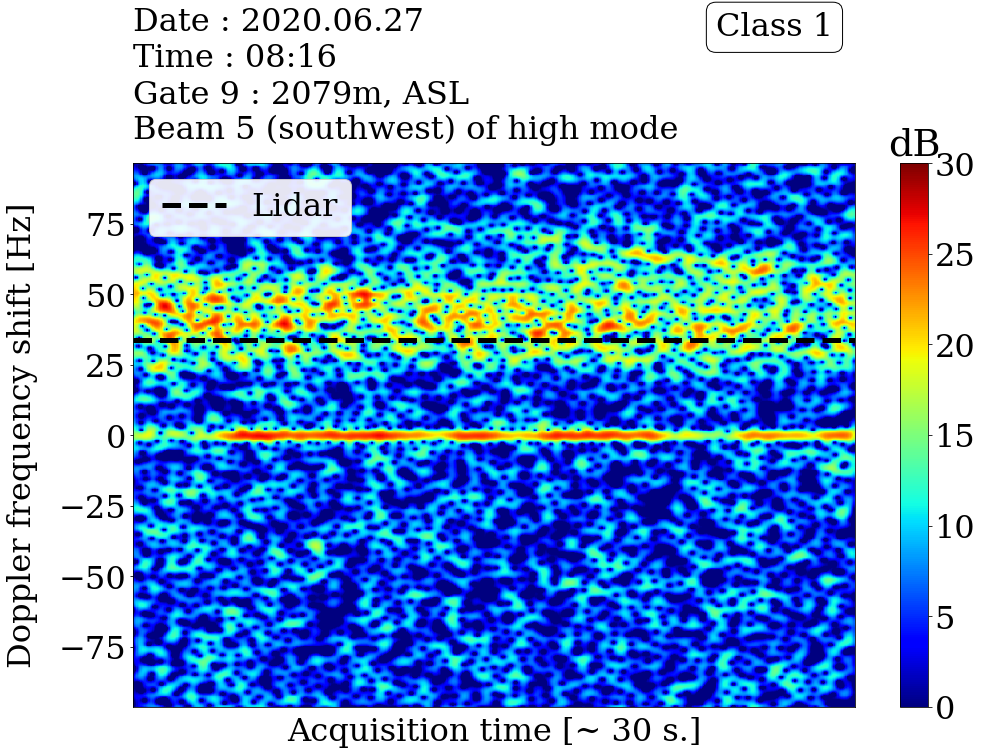 Date : 2020.06.27
Time : 08:16
Gate 9 : 2079m, ASL
Beam 5 (southwest) of high mode
Class 1
dB
Lidar
Doppler frequency shift [Hz]
75
50
25
0
−25
−50
−75
Acquisition time [~ 30 s.]
30
25
20
15
10
5
0